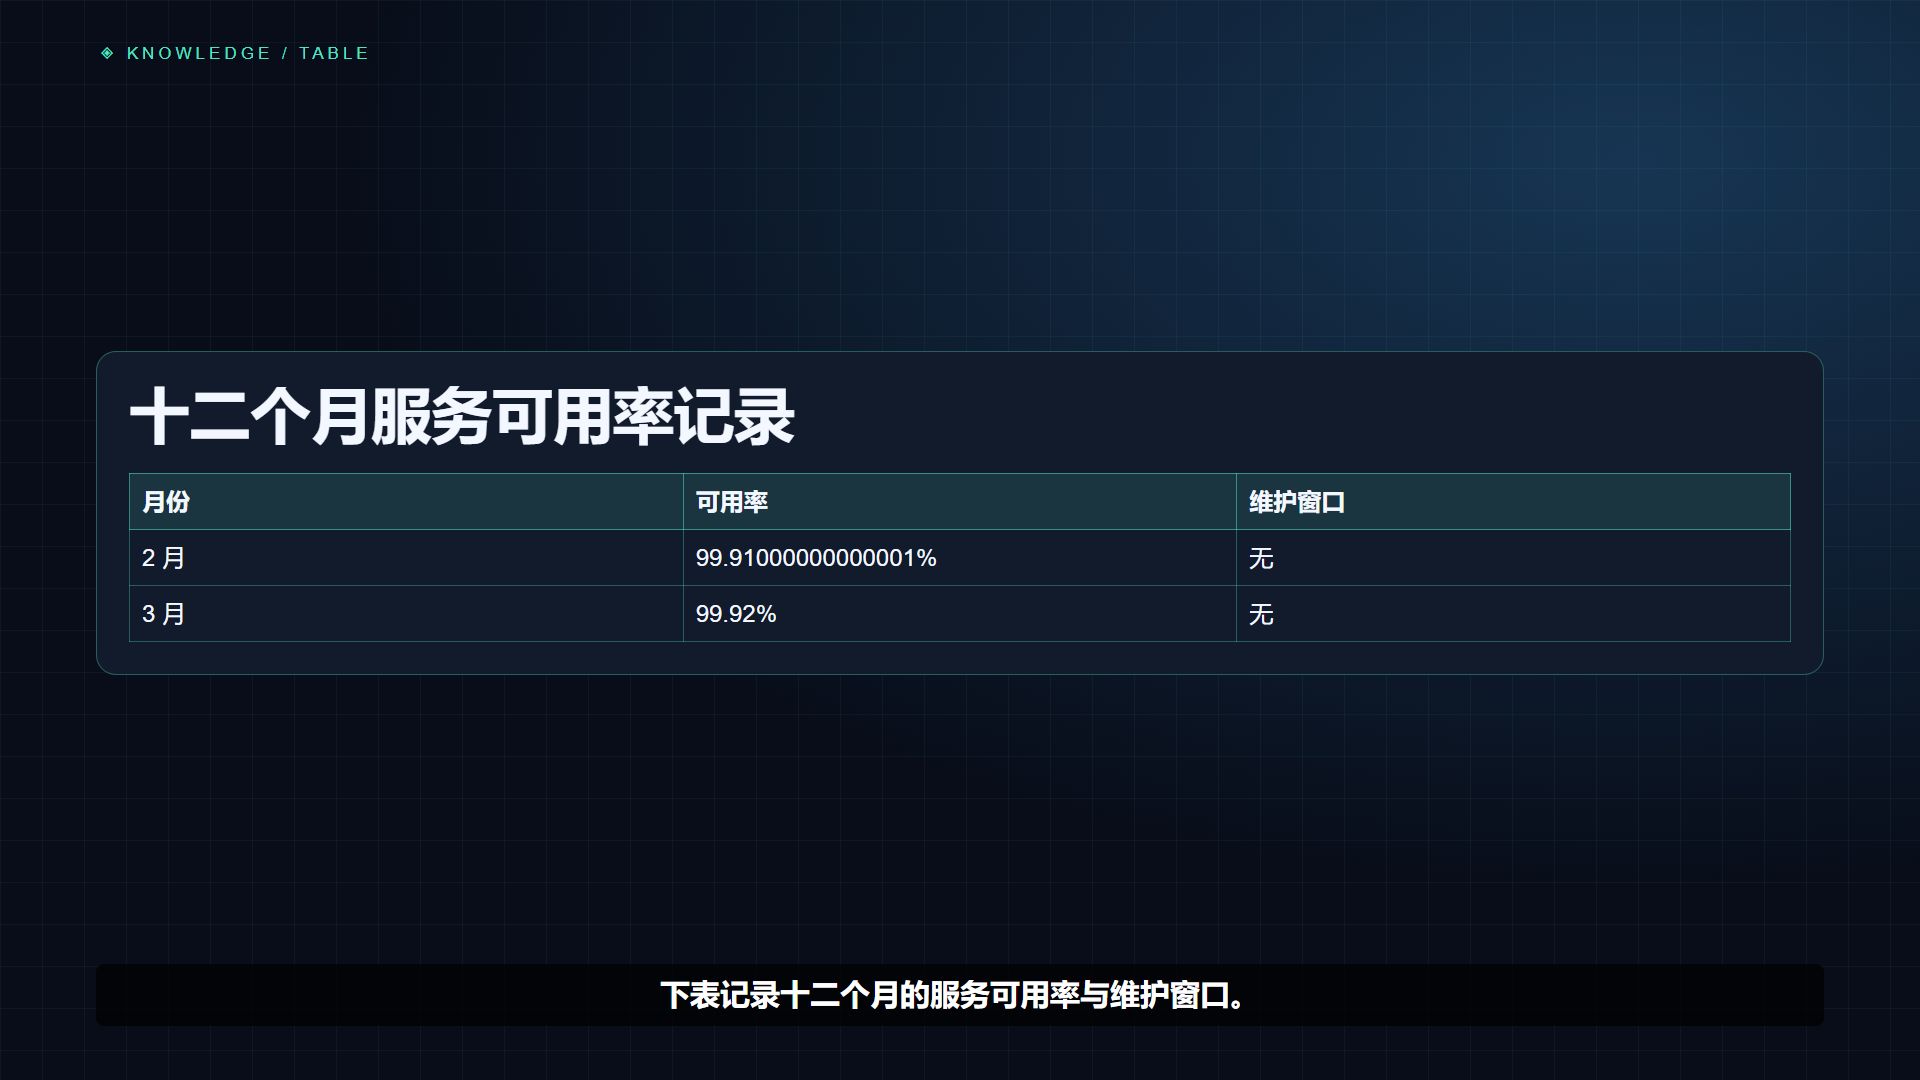 ◈ KNOWLEDGE / TABLE
十二个月服务可用率记录
月份 可用率 维护窗口
2 月 99.91000000000001% 无
3 月 99.92% 无
下表记录十二个月的服务可用率与维护窗口。